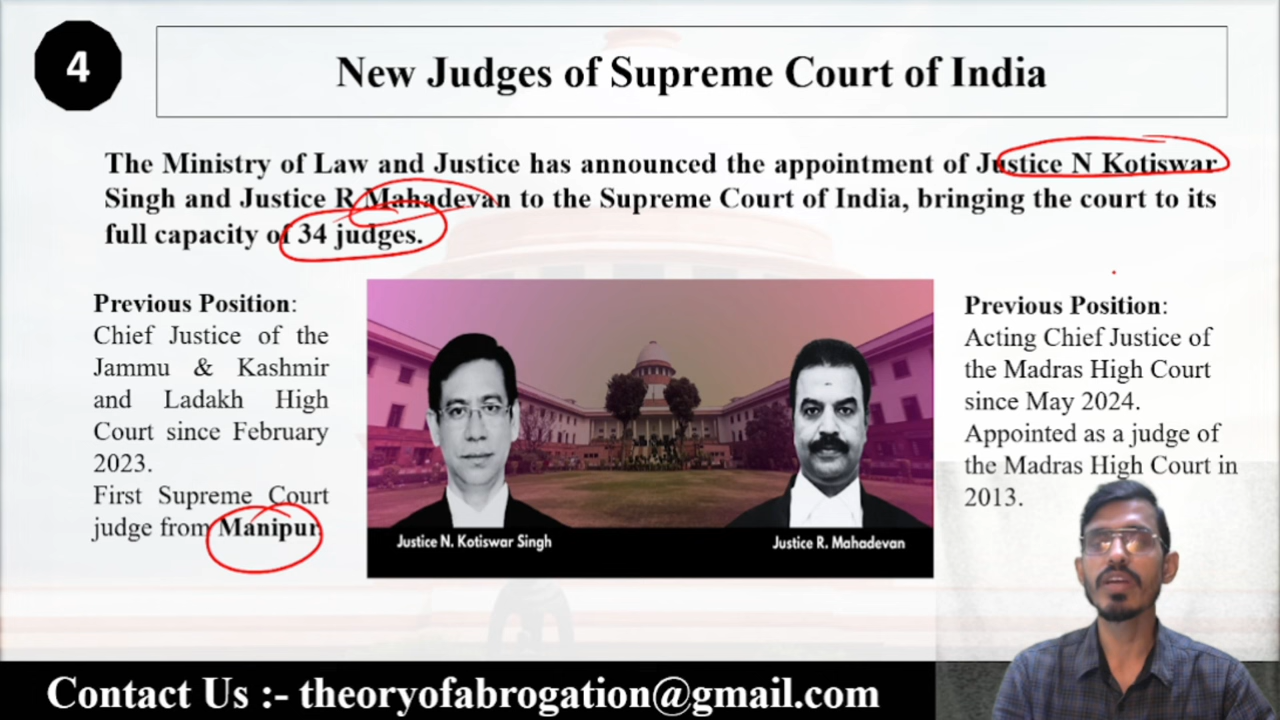 4
New Judges of Supreme Court of India
The Ministry of Law and Justice has announced the appointment of Justice N Kotiswar
Singh and Justice R Mahadevan to the Supreme Court of India, bringing the court to its
full capacity of 34 judges.
Previous Position:
Chief Justice of the
Jammu & Kashmir
and Ladakh High
Court since February
2023.
First Supreme Court
judge from Manipur.
Justice N. Kotiswar Singh
Justice R. Mahadevan
Previous Position:
Acting Chief Justice of
the Madras High Court
since May 2024.
Appointed as a judge of
the Madras High Court in
2013.
Contact Us :- theoryofabrogation@gmail.com